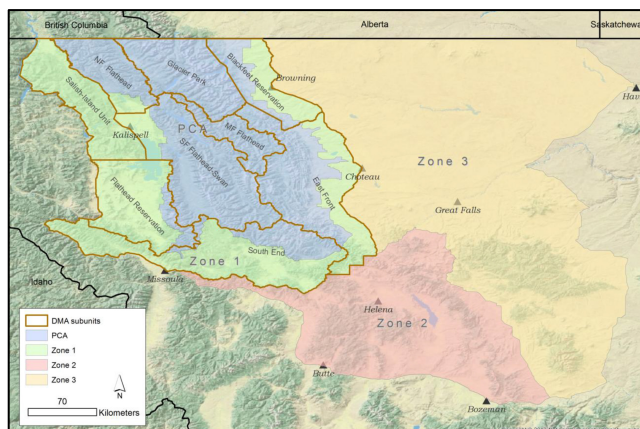 British Columbia
Alberta
Saskatchewa
NF Flathead
Glacier Park
Blackfeet Reservation
Browning
Salish-Island Unit
Kalispell
PCA
MF Flathead
SF Flathead-Swan
East Front
Choteau
Zone 3
Hav
Great Falls
Flathead Reservation
South End
Zone 1
Missoula
Idaho
Helena
Zone 2
Butte
Bozeman
DMA subunits
PCA
Zone 1
Zone 2
Zone 3
N
70
Kilometers